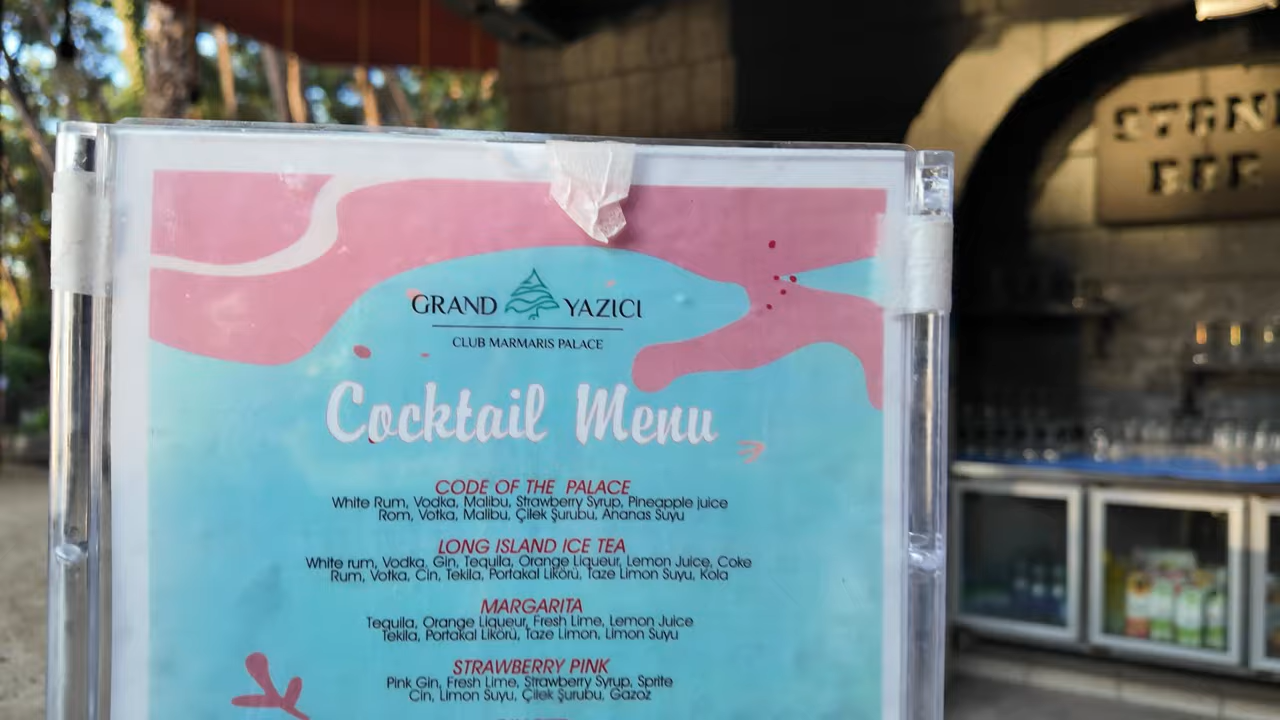 GRAND YAZICI
CLUB MARMARIS PALACE
Cocktail Menu
CODE OF THE PALACE
White Rum, Vodka, Malibu, Strawberry Syrup, Pineapple juice
Rom, Votka, Malibu, Çilek Şurubu, Ananas Suyu
LONG ISLAND ICE TEA
White rum, Vodka, Gin, Tequila, Orange Liqueur, Lemon Juice, Coke
Rum, Votka, Cin, Tekila, Portakal Likörü, Taze Limon Suyu, Kola
MARGARITA
Tequila, Orange Liqueur, Fresh Lime, Lemon Juice
Tekila, Portakal Likörü, Taze Limon, Limon Suyu
STRAWBERRY PINK
Pink Gin, Fresh Lime, Strawberry Syrup, Sprite
Cin, Limon Suyu, Çilek Şurubu, Gazoz